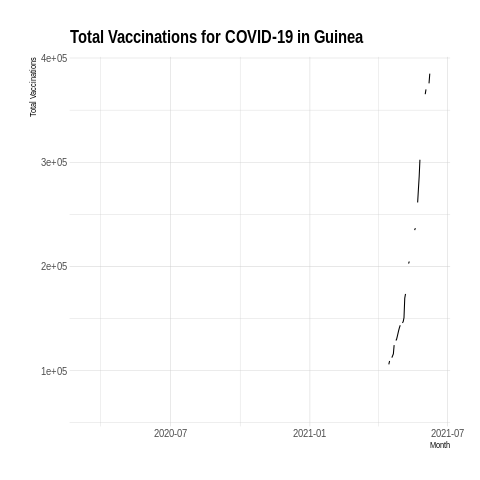 Total Vaccinations for COVID-19 in Guinea
Total Vaccinations
4e+05
3e+05
2e+05
1e+05
2020-07
2021-01
2021-07
Month